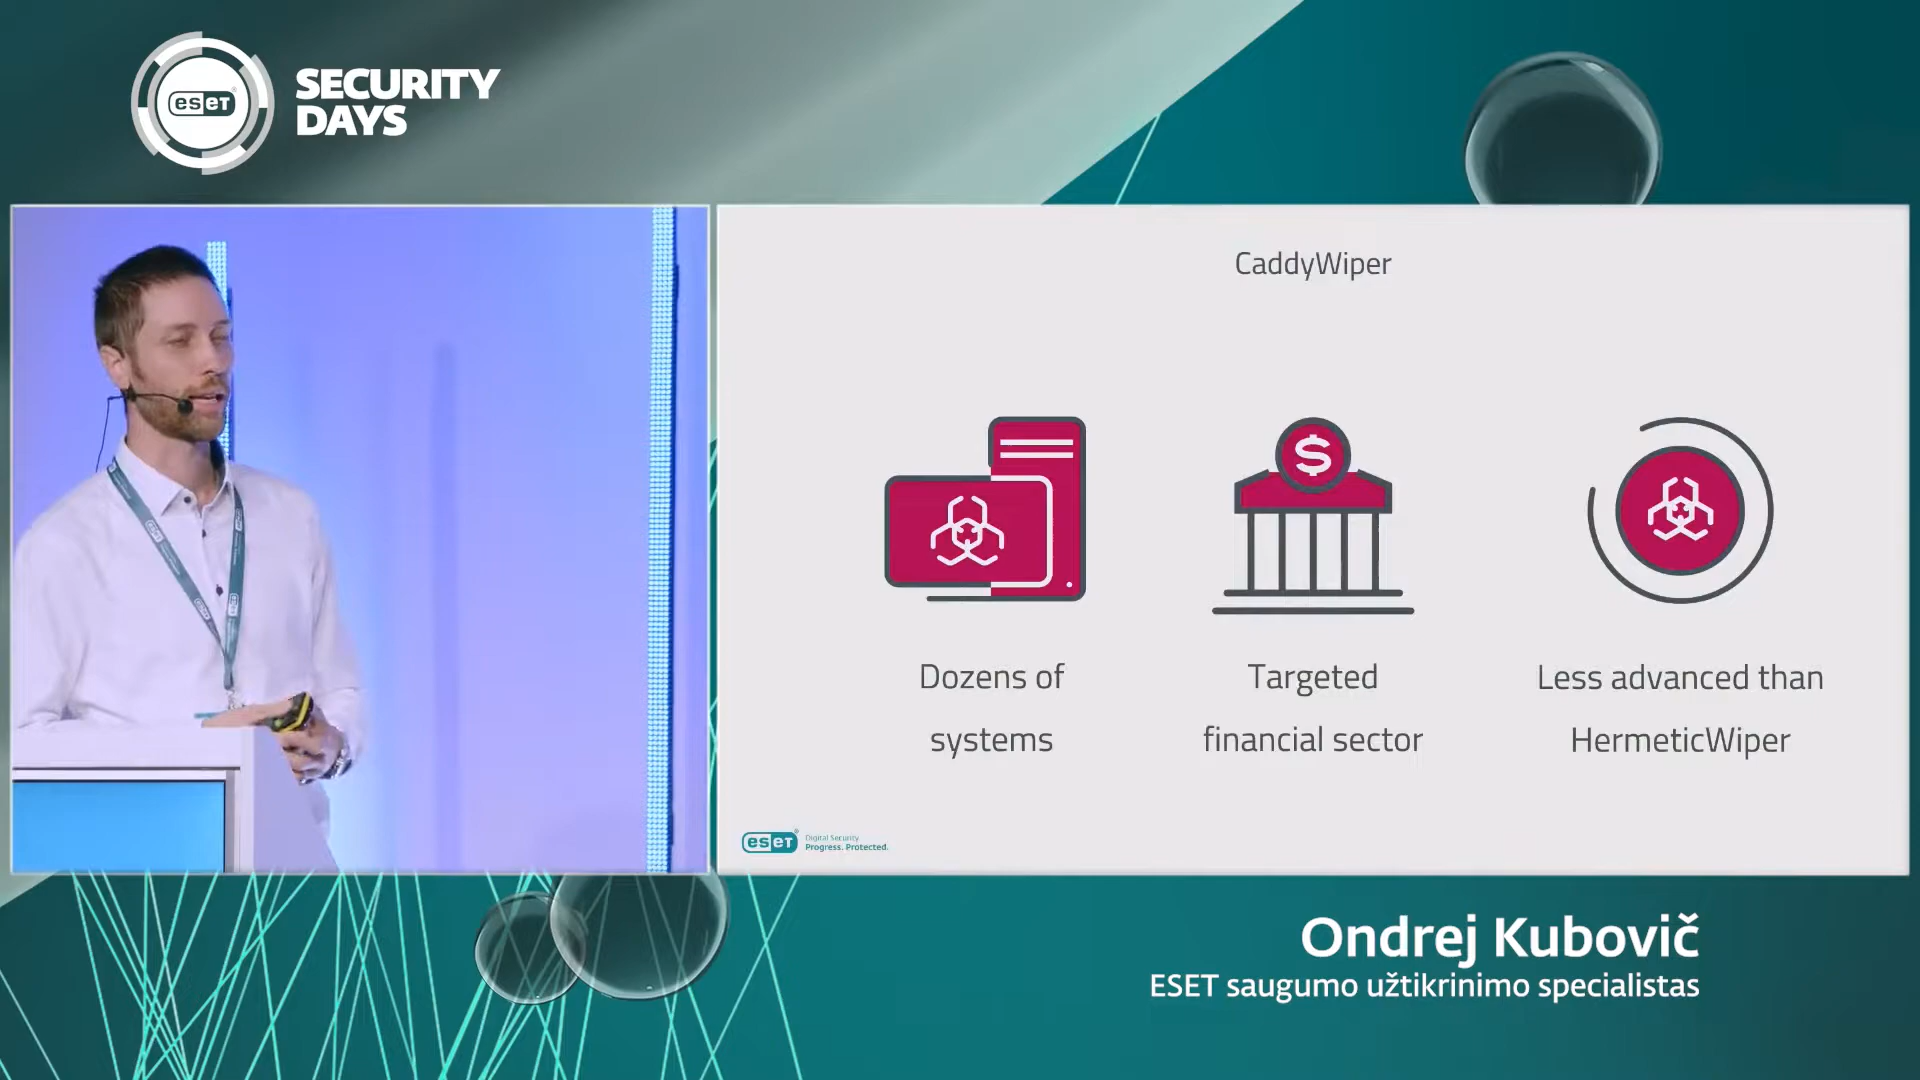 eset
SECURITY
DAYS
CaddyWiper
$
Dozens of
systems
Targeted
financial sector
Less advanced than
HermeticWiper
eset
Digital Security
Progress. Protected.
Ondrej Kubovič
ESET saugumo užtikrinimo specialistas